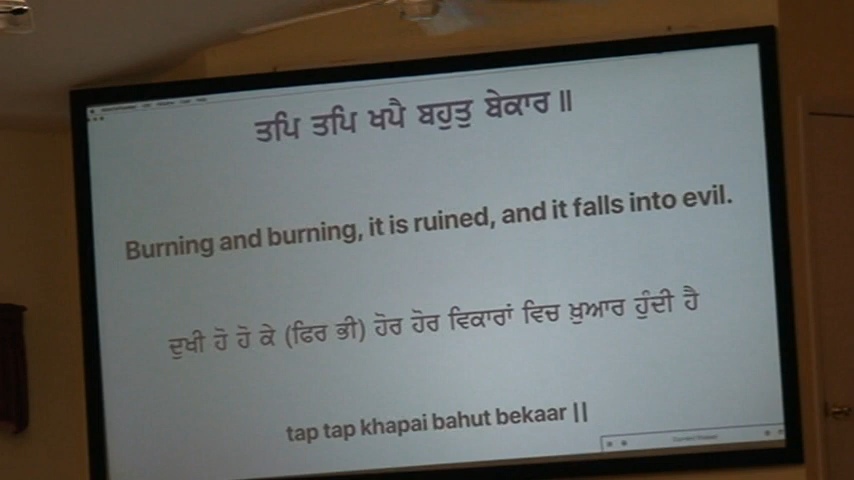 ਤਪਿ ਤਪਿ ਖਪੈ ਬਹੁਤੁ ਬੇਕਾਰ ॥
Burning and burning, it is ruined, and it falls into evil.
ਦੁਖੀ ਹੋ ਹੋ ਕੇ (ਫਿਰ ਭੀ) ਹੋਰ ਹੋਰ ਵਿਕਾਰਾਂ ਵਿਚ ਖ਼ੁਆਰ ਹੁੰਦੀ ਹੈ
tap tap khapai bahut bekaar ||